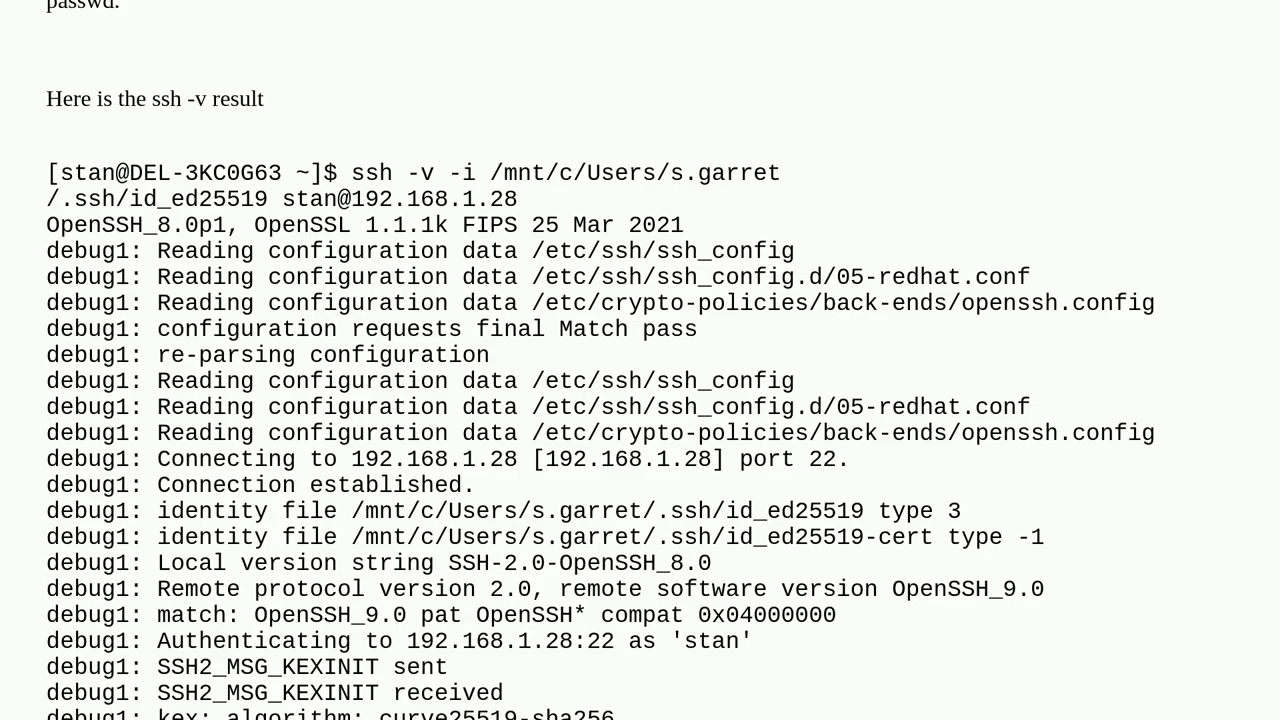 passwd.
Here is the ssh -v result
[stan@DEL-3KC0G63 ~]$ ssh -v -i /mnt/c/Users/s.garret
/.ssh/id_ed25519 stan@192.168.1.28
OpenSSH_8.0p1, OpenSSL 1.1.1k FIPS 25 Mar 2021
debug1: Reading configuration data /etc/ssh/ssh_config
debug1: Reading configuration data /etc/ssh/ssh_config.d/05-redhat.conf
debug1: Reading configuration data /etc/crypto-policies/back-ends/openssh.config
debug1: configuration requests final Match pass
debug1: re-parsing configuration
debug1: Reading configuration data /etc/ssh/ssh_config
debug1: Reading configuration data /etc/ssh/ssh_config.d/05-redhat.conf
debug1: Reading configuration data /etc/crypto-policies/back-ends/openssh.config
debug1: Connecting to 192.168.1.28 [192.168.1.28] port 22.
debug1: Connection established.
debug1: identity file /mnt/c/Users/s.garret/.ssh/id_ed25519 type 3
debug1: identity file /mnt/c/Users/s.garret/.ssh/id_ed25519-cert type -1
debug1: Local version string SSH-2.0-OpenSSH_8.0
debug1: Remote protocol version 2.0, remote software version OpenSSH_9.0
debug1: match: OpenSSH_9.0 pat OpenSSH* compat 0x04000000
debug1: Authenticating to 192.168.1.28:22 as 'stan'
debug1: SSH2_MSG_KEXINIT sent
debug1: SSH2_MSG_KEXINIT received
debug1: kex: algorithm: curve25519-sha256